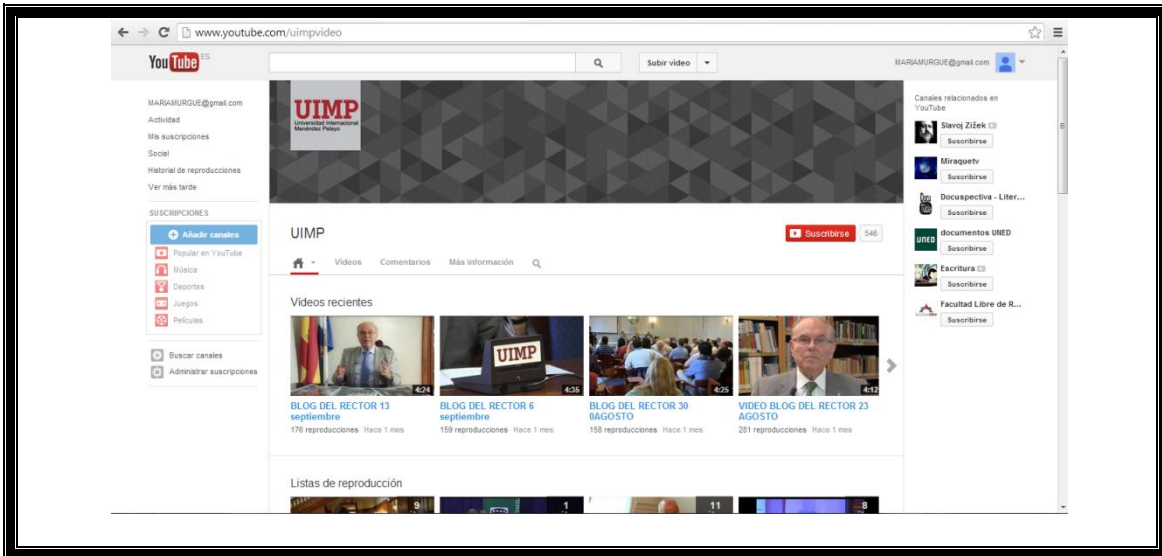 www.youtube.com/uimpvideo
YouTube ES
Subir vídeo
MARIAMURGUE@gmail.com
MARIAMURGUE@gmail.com
Actividad
Mis suscripciones
Social
Historial de reproducciones
Ver más tarde
SUSCRIPCIONES
Añadir canales
Popular en YouTube
Música
Deportes
Juegos
Películas
Buscar canales
Administrar suscripciones
UIMP
Universidad Internacional
Menéndez Pelayo
UIMP
Suscribirse 546
Vídeos Comentarios Más información
Vídeos recientes
UIMP
4:24
4:35
4:25
4:12
BLOG DEL RECTOR 13
septiembre
176 reproducciones Hace 1 mes
BLOG DEL RECTOR 6
septiembre
159 reproducciones Hace 1 mes
BLOG DEL RECTOR 30
0AGOSTO
158 reproducciones Hace 1 mes
VIDEO BLOG DEL RECTOR 23
AGOSTO
281 reproducciones Hace 1 mes
Listas de reproducción
9
1
11
8
Canales relacionados en
YouTube
Slavoj Zižek
Suscribirse
Miraquetv
Suscribirse
Docuspectiva - Liter...
Suscribirse
UNED
documentos UNED
Suscribirse
Escritura
Suscribirse
Facultad Libre de R...
Suscribirse